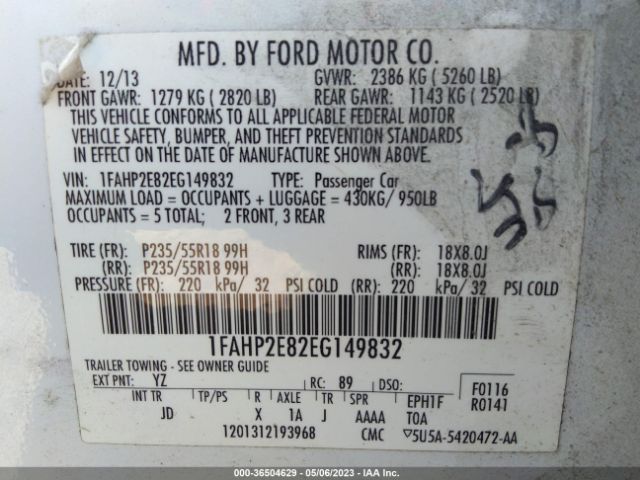 MFD. BY FORD MOTOR CO.
DATE: 12/13 GVWR: 2386 KG ( 5260 LB)
FRONT GAWR: 1279 KG ( 2820 LB) REAR GAWR: 1143 KG ( 2520 LB)
THIS VEHICLE CONFORMS TO ALL APPLICABLE FEDERAL MOTOR
VEHICLE SAFETY, BUMPER, AND THEFT PREVENTION STANDARDS
IN EFFECT ON THE DATE OF MANUFACTURE SHOWN ABOVE.
VIN: 1FAHP2E82EG149832 TYPE: Passenger Car
MAXIMUM LOAD = OCCUPANTS + LUGGAGE = 430KG/ 950LB
OCCUPANTS = 5 TOTAL; 2 FRONT, 3 REAR
TIRE (FR): P235/55R18 99H RIMS (FR): 18X8.0J
(RR): P235/55R18 99H (RR): 18X8.0J
PRESSURE (FR): 220 kPa/ 32 PSI COLD (RR): 220 kPa/ 32 PSI COLD
1FAHP2E82EG149832
TRAILER TOWING - SEE OWNER GUIDE
EXT PNT: YZ RC: 89 DSO: F0116
INT TR TP/PS R AXLE TR SPR EPH1F R0141
JD X 1A J AAAA T0A
1201312193968 CMC ▽5U5A-5420472-AA
Stock #: 36504629 - 05/06/2023 - IAA Inc.